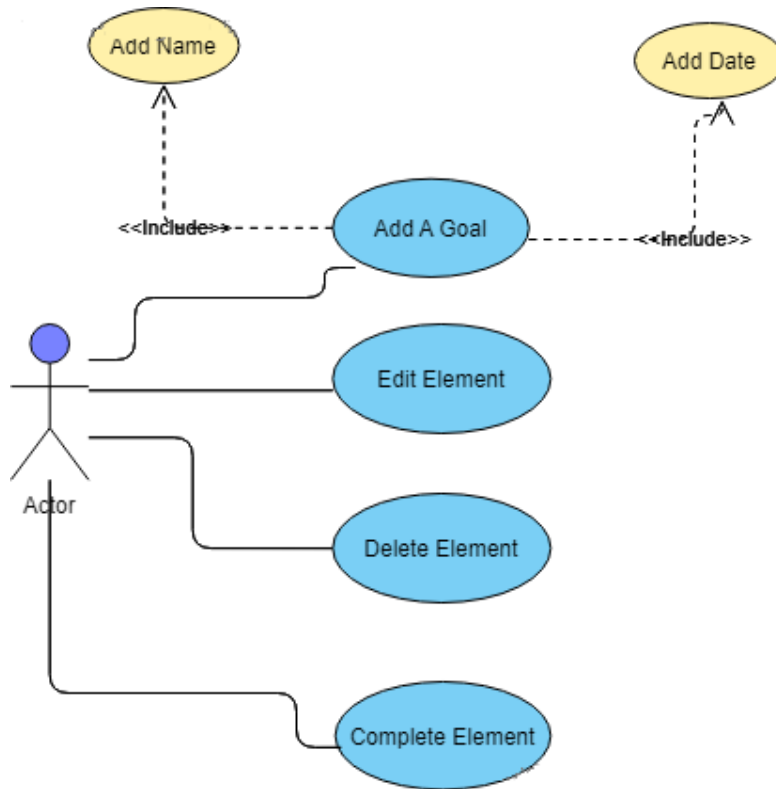 Add Name
Add Date
<<Include>>
Add A Goal
<<Include>>
Edit Element
Actor
Delete Element
Complete Element